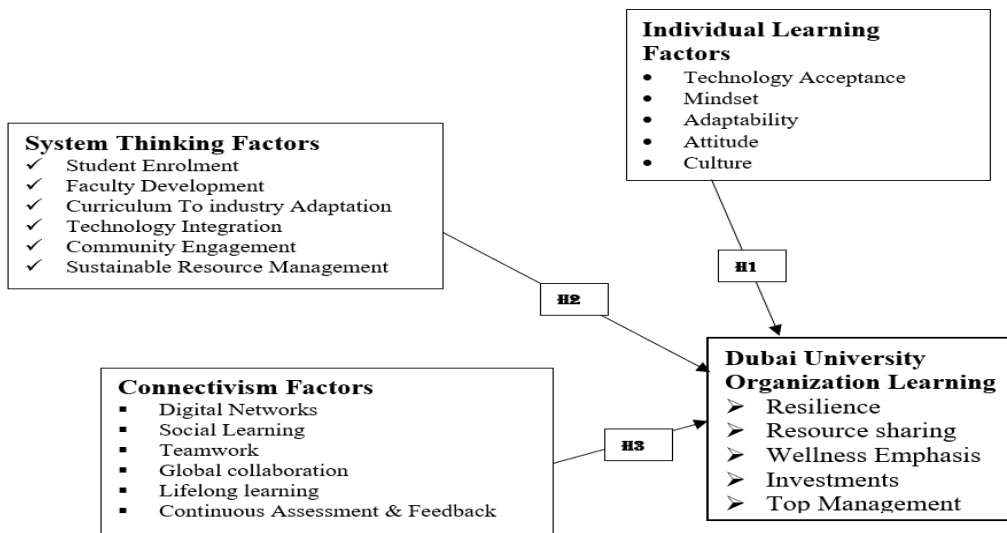 Individual Learning
Factors
• Technology Acceptance
• Mindset
• Adaptability
• Attitude
• Culture
System Thinking Factors
✓ Student Enrolment
✓ Faculty Development
✓ Curriculum To industry Adaptation
✓ Technology Integration
✓ Community Engagement
✓ Sustainable Resource Management
H1
H2
Dubai University
Organization Learning
➢ Resilience
➢ Resource sharing
➢ Wellness Emphasis
➢ Investments
➢ Top Management
Connectivism Factors
▪ Digital Networks
▪ Social Learning
▪ Teamwork
▪ Global collaboration
▪ Lifelong learning
▪ Continuous Assessment & Feedback
H3